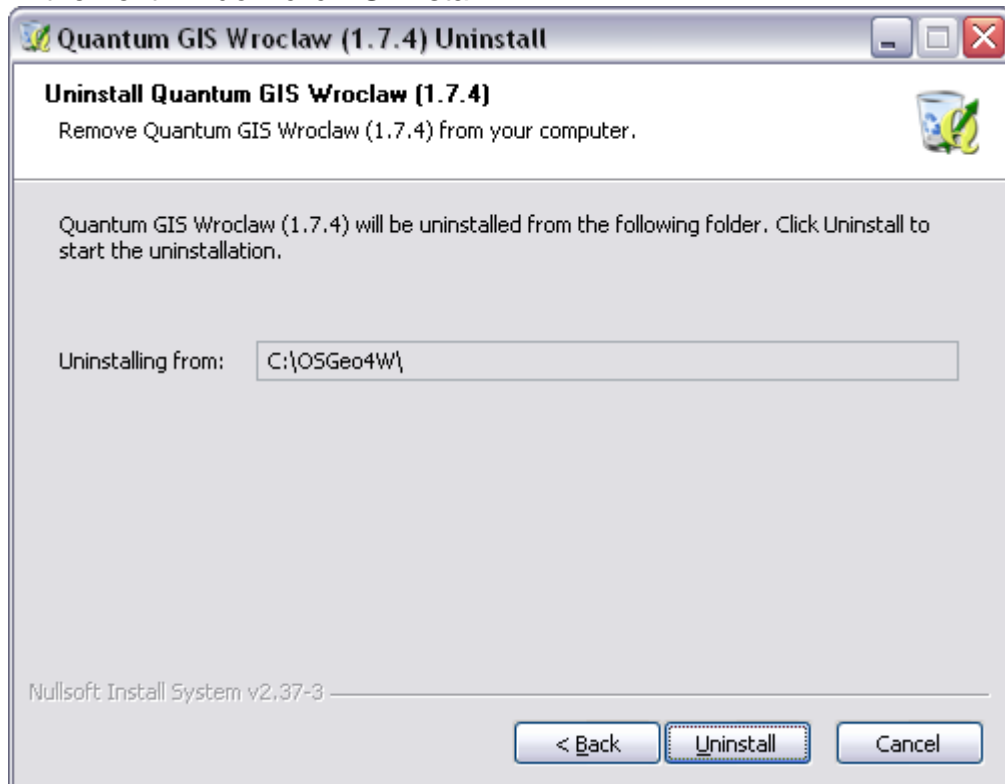 Quantum GIS Wroclaw (1.7.4) Uninstall
Uninstall Quantum GIS Wroclaw (1.7.4)
Remove Quantum GIS Wroclaw (1.7.4) from your computer.
Quantum GIS Wroclaw (1.7.4) will be uninstalled from the following folder. Click Uninstall to
start the uninstallation.
Uninstalling from: C:\OSGeo4W\
Nullsoft Install System v2.37-3
< Back Uninstall Cancel